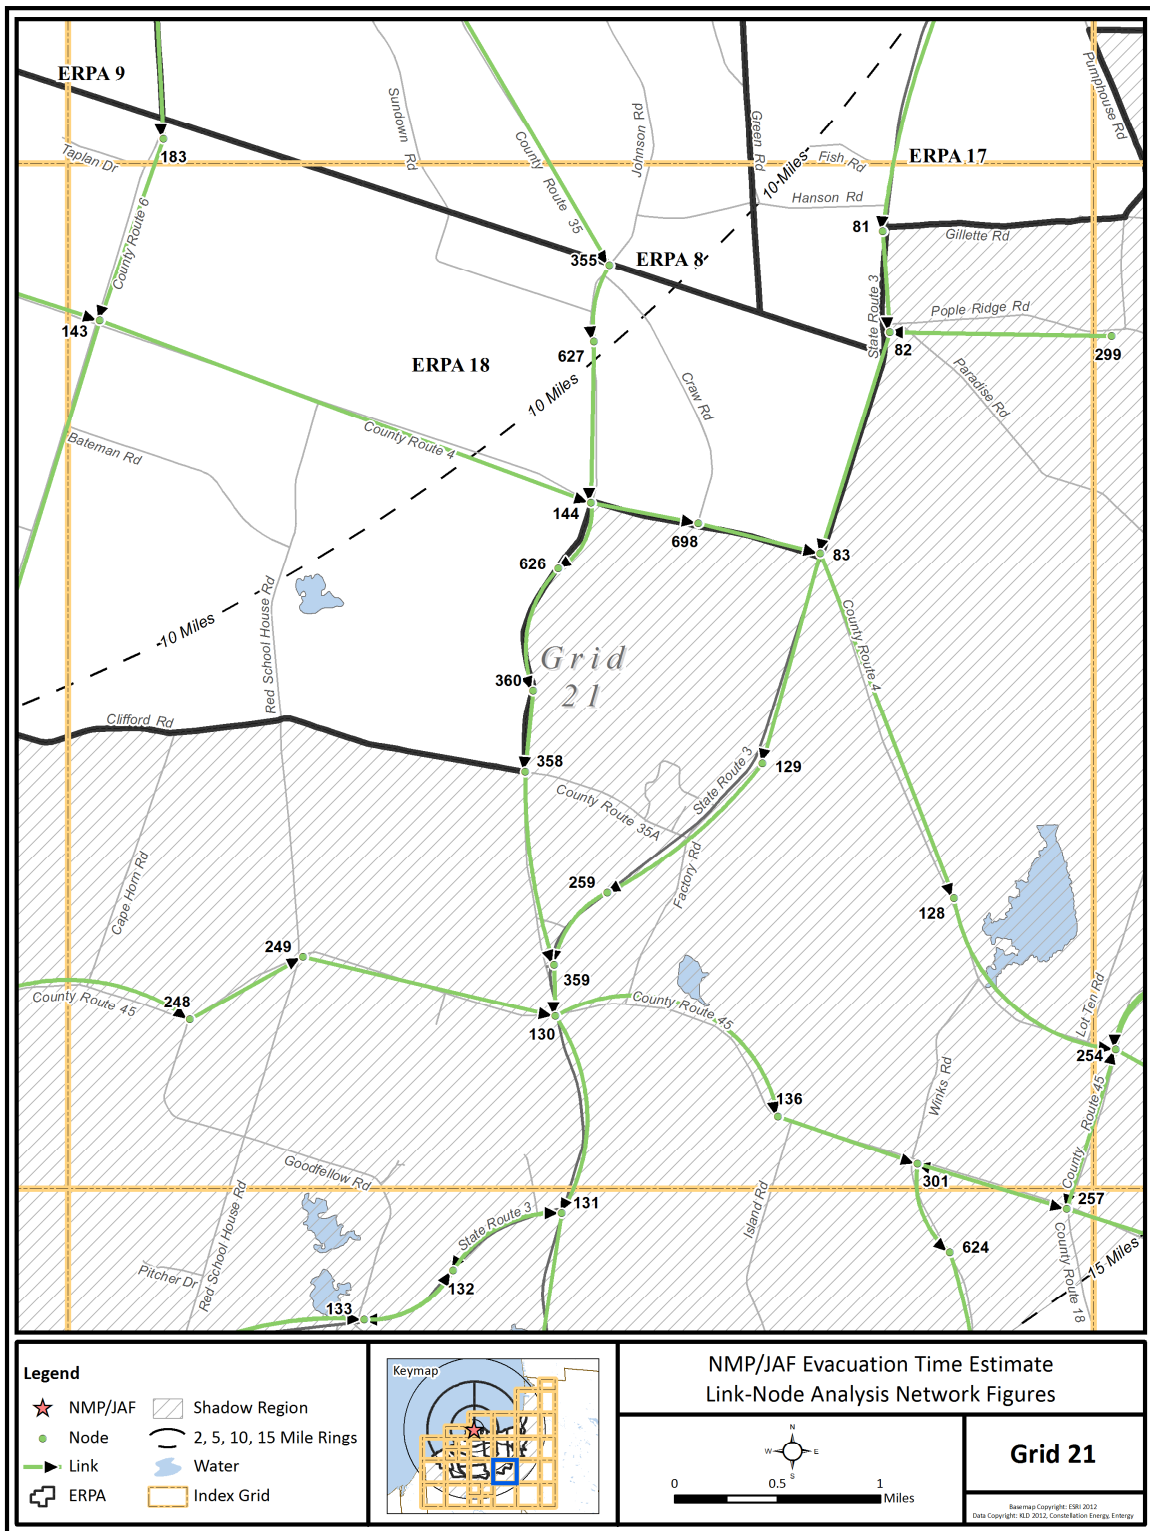 ERPA 9
183
Taplan Dr
County Route 6
143
Sundown Rd
County Route 35
Johnson Rd
Green Rd
10 Miles
Fish Rd
Hanson Rd
ERPA 17
Pumphouse Rd
81
Gillette Rd
355
ERPA 8
State Route 3
Pople Ridge Rd
82
299
627
ERPA 18
10 Miles
Craw Rd
Paradise Rd
County Route 4
Bateman Rd
144
698
83
626
10 Miles
Red School House Rd
Grid
21
County Route 4
360
Clifford Rd
358
129
State Route 3
County Route 35A
Factory Rd
Cape Horn Rd
259
128
249
359
County Route 45
248
County Route 45
130
Lot Ten Rd
254
136
Winks Rd
County Route 45
301
257
Goodfellow Rd
Red School House Rd
State Route 3
131
Island Rd
624
County Route 18
15 Miles
Pitcher Dr
132
133
Legend
NMP/JAF
Shadow Region
Node
2, 5, 10, 15 Mile Rings
Link
Water
ERPA
Index Grid
Keymap
NMP/JAF Evacuation Time Estimate
Link-Node Analysis Network Figures
N
W
E
S
0
0.5
1
Miles
Grid 21
Basemap Copyright: ESRI 2012
Data Copyright: KLD 2012, Constellation Energy, Entergy